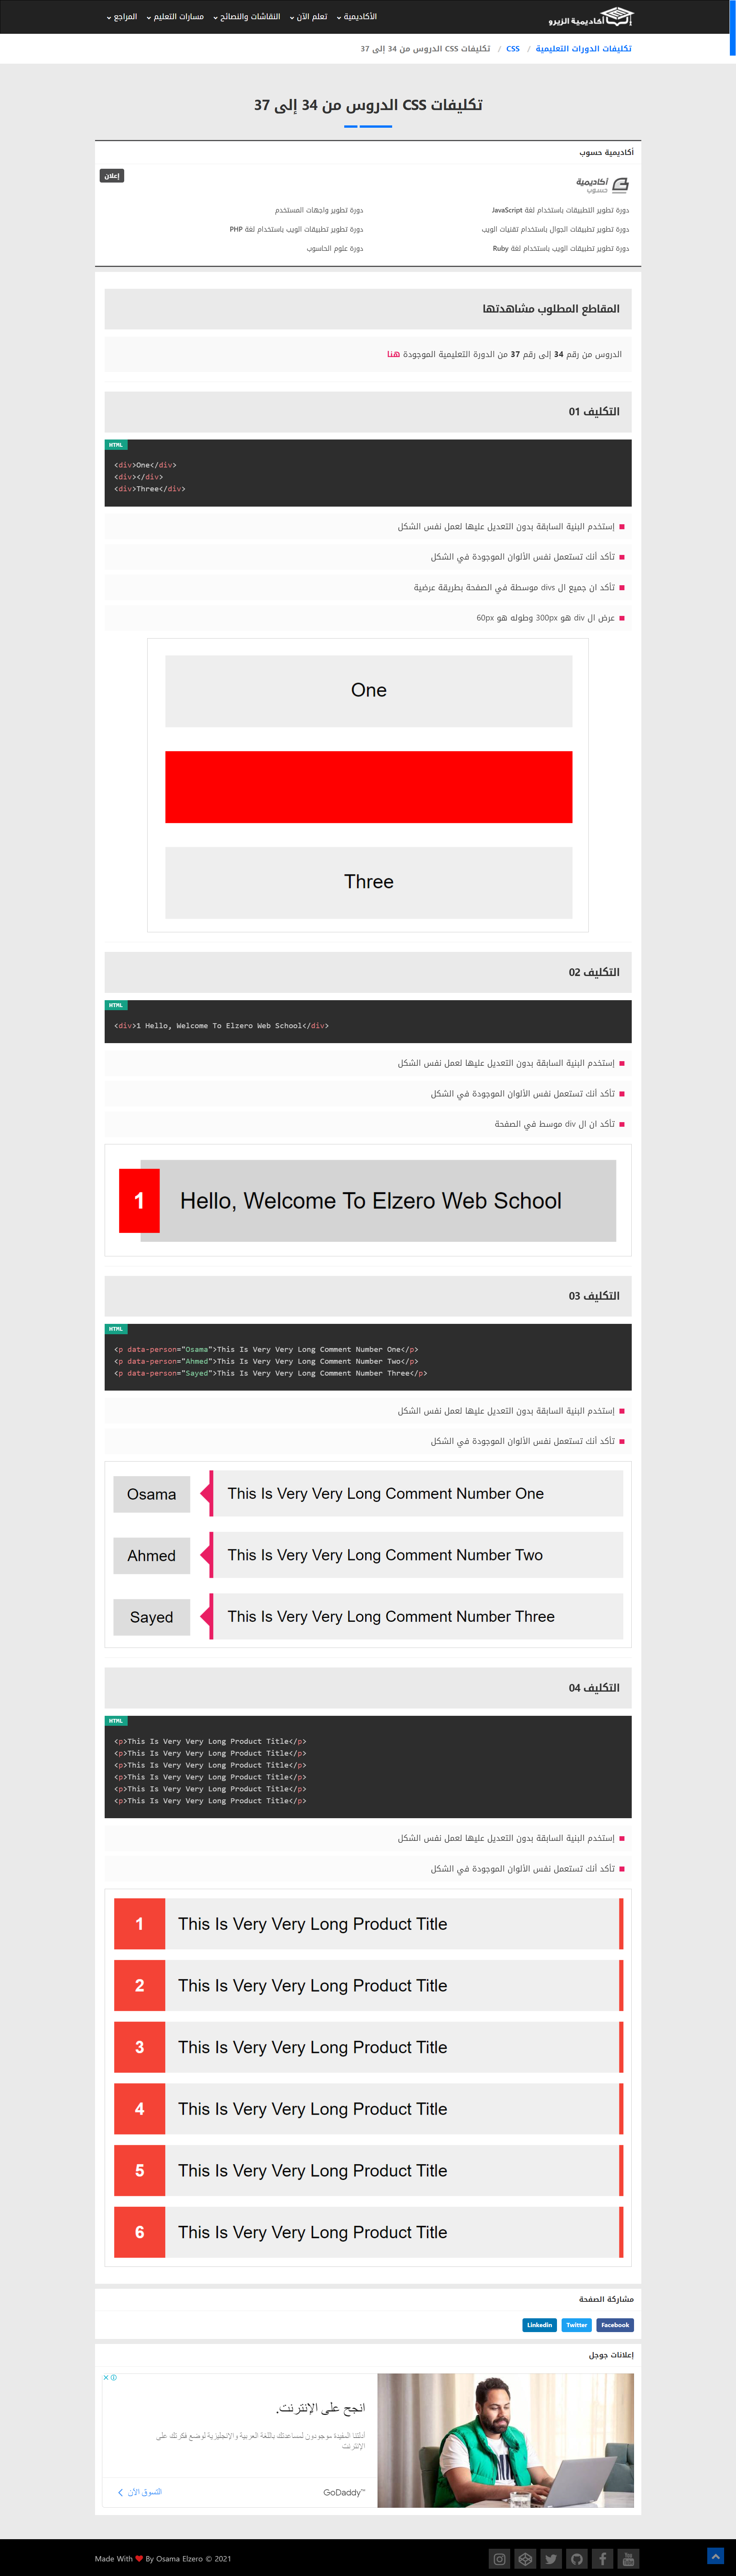 أكاديمية الزيرو
الأكاديمية
تعلم الآن
النقاشات والنصائح
مسارات التعليم
المراجع
تكليفات الدورات التعليمية / CSS / تكليفات CSS الدروس من 34 إلى 37
تكليفات CSS الدروس من 34 إلى 37
أكاديمية حسوب
إعلان
أكاديمية
حسوب
دورة تطوير التطبيقات باستخدام لغة JavaScript
دورة تطوير واجهات المستخدم
دورة تطوير تطبيقات الجوال باستخدام تقنيات الويب
دورة تطوير تطبيقات الويب باستخدام لغة PHP
دورة تطوير تطبيقات الويب باستخدام لغة Ruby
دورة علوم الحاسوب
المقاطع المطلوب مشاهدتها
الدروس من رقم 34 إلى رقم 37 من الدورة التعليمية الموجودة هنا
التكليف 01
HTML
<div>One</div>
<div></div>
<div>Three</div>
إستخدم البنية السابقة بدون التعديل عليها لعمل نفس الشكل
تأكد أنك تستعمل نفس الألوان الموجودة في الشكل
تأكد ان جميع ال divs موسطة في الصفحة بطريقة عرضية
عرض ال div هو 300px وطوله هو 60px
One
Three
التكليف 02
HTML
<div>1 Hello, Welcome To Elzero Web School</div>
إستخدم البنية السابقة بدون التعديل عليها لعمل نفس الشكل
تأكد أنك تستعمل نفس الألوان الموجودة في الشكل
تأكد ان ال div موسط في الصفحة
1 Hello, Welcome To Elzero Web School
التكليف 03
HTML
<p data-person="Osama">This Is Very Very Long Comment Number One</p>
<p data-person="Ahmed">This Is Very Very Long Comment Number Two</p>
<p data-person="Sayed">This Is Very Very Long Comment Number Three</p>
إستخدم البنية السابقة بدون التعديل عليها لعمل نفس الشكل
تأكد أنك تستعمل نفس الألوان الموجودة في الشكل
Osama This Is Very Very Long Comment Number One
Ahmed This Is Very Very Long Comment Number Two
Sayed This Is Very Very Long Comment Number Three
التكليف 04
HTML
<p>This Is Very Very Long Product Title</p>
<p>This Is Very Very Long Product Title</p>
<p>This Is Very Very Long Product Title</p>
<p>This Is Very Very Long Product Title</p>
<p>This Is Very Very Long Product Title</p>
<p>This Is Very Very Long Product Title</p>
إستخدم البنية السابقة بدون التعديل عليها لعمل نفس الشكل
تأكد أنك تستعمل نفس الألوان الموجودة في الشكل
1 This Is Very Very Long Product Title
2 This Is Very Very Long Product Title
3 This Is Very Very Long Product Title
4 This Is Very Very Long Product Title
5 This Is Very Very Long Product Title
6 This Is Very Very Long Product Title
مشاركة الصفحة
Facebook
Twitter
Linkedin
إعلانات جوجل
انجح على الإنترنت.
أدلتنا المفيدة موجودون لمساعدتك باللغة العربية والإنجليزية لوضع فكرتك على
الإنترنت
GoDaddy™
التسوق الآن
Made With ❤ By Osama Elzero © 2021